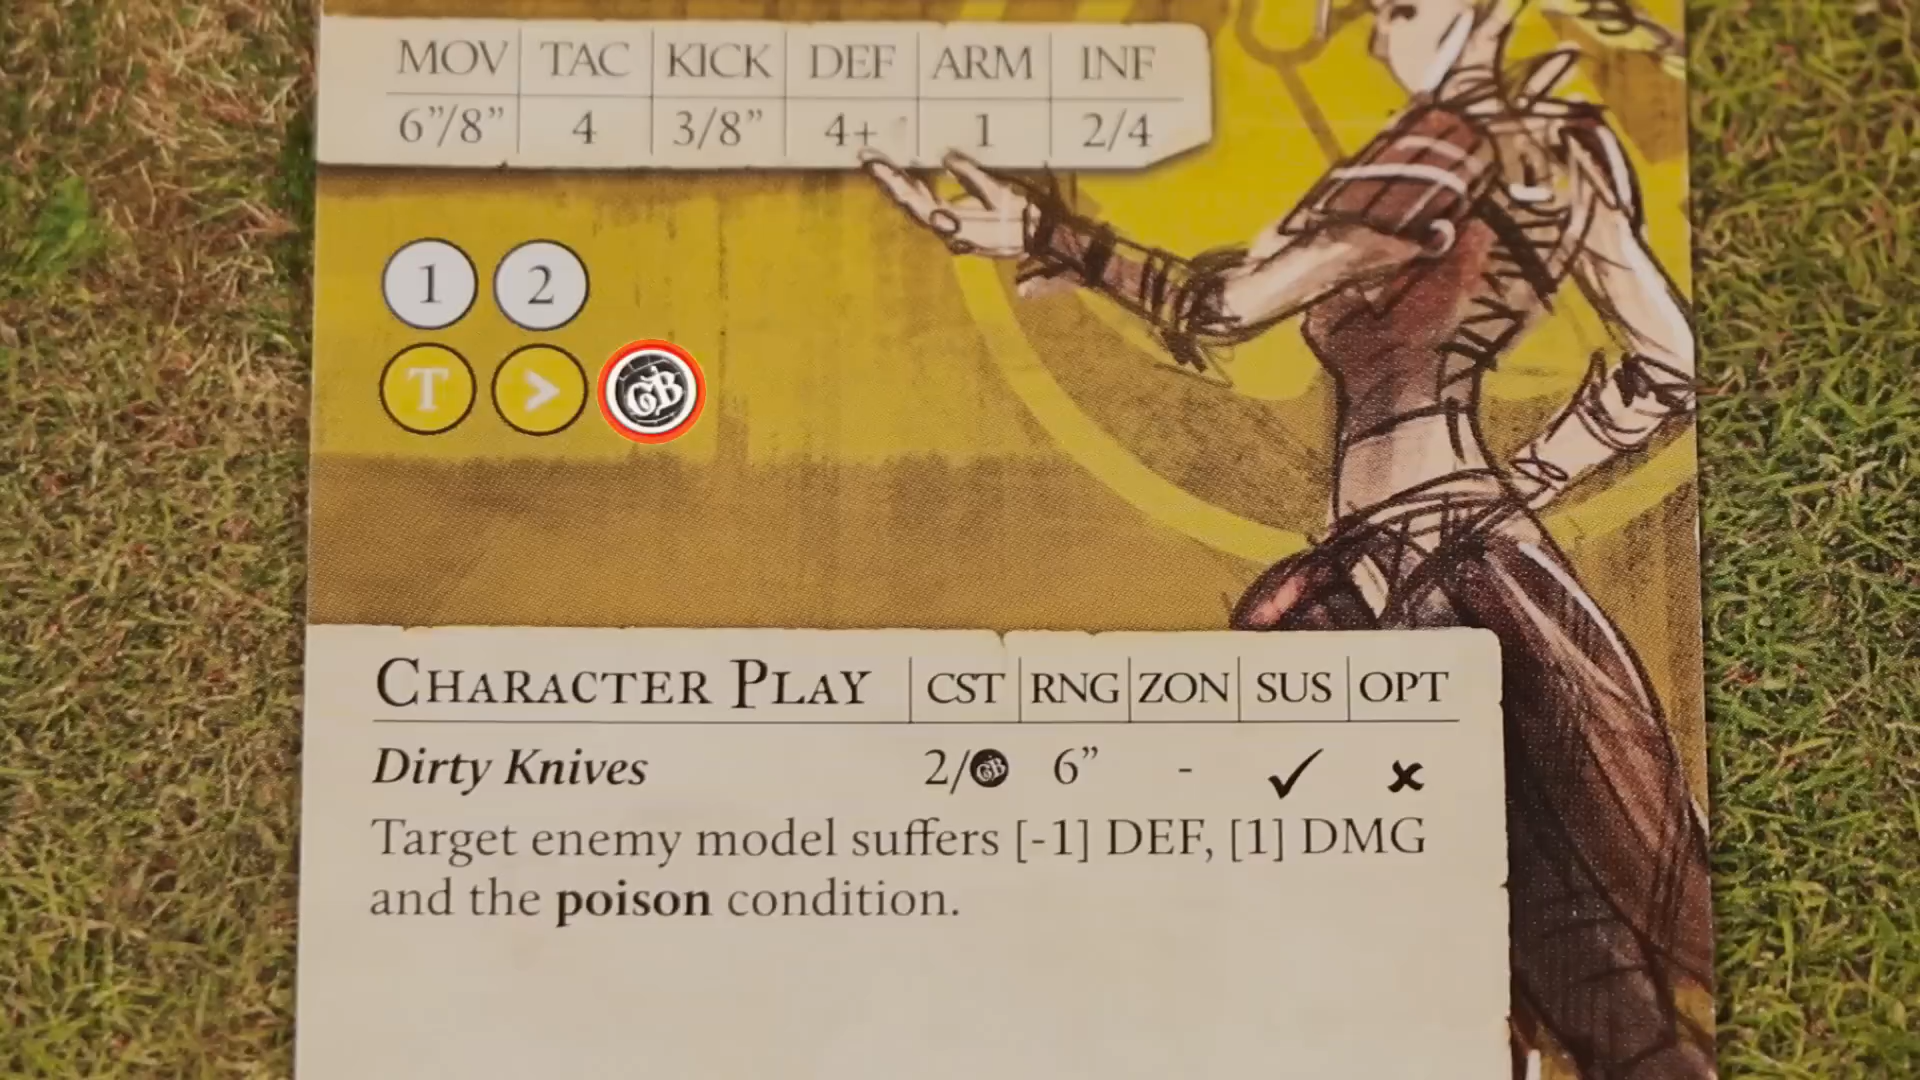 MOV TAC KICK DEF ARM INF
6”/8” 4 3/8” 4+ 1 2/4
1 2
T > GB
CHARACTER PLAY CST RNG ZON SUS OPT
Dirty Knives 2/GB 6” - ✓ ✗
Target enemy model suffers [-1] DEF, [1] DMG
and the poison condition.